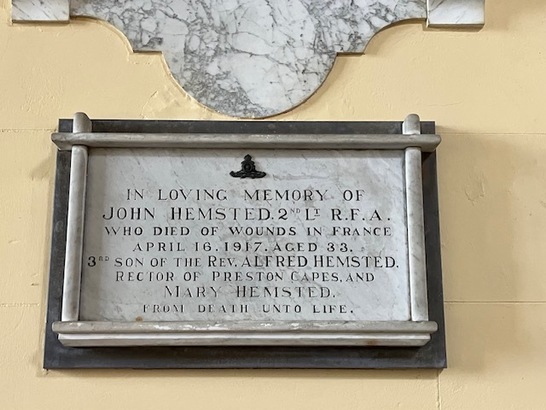 IN LOVING MEMORY OF
JOHN HEMSTED. 2ND LT R.F.A.
WHO DIED OF WOUNDS IN FRANCE
APRIL 16. 1917. AGED 33.
3RD SON OF THE REV. ALFRED HEMSTED.
RECTOR OF PRESTON CAPES, AND
MARY HEMSTED.
FROM DEATH UNTO LIFE.